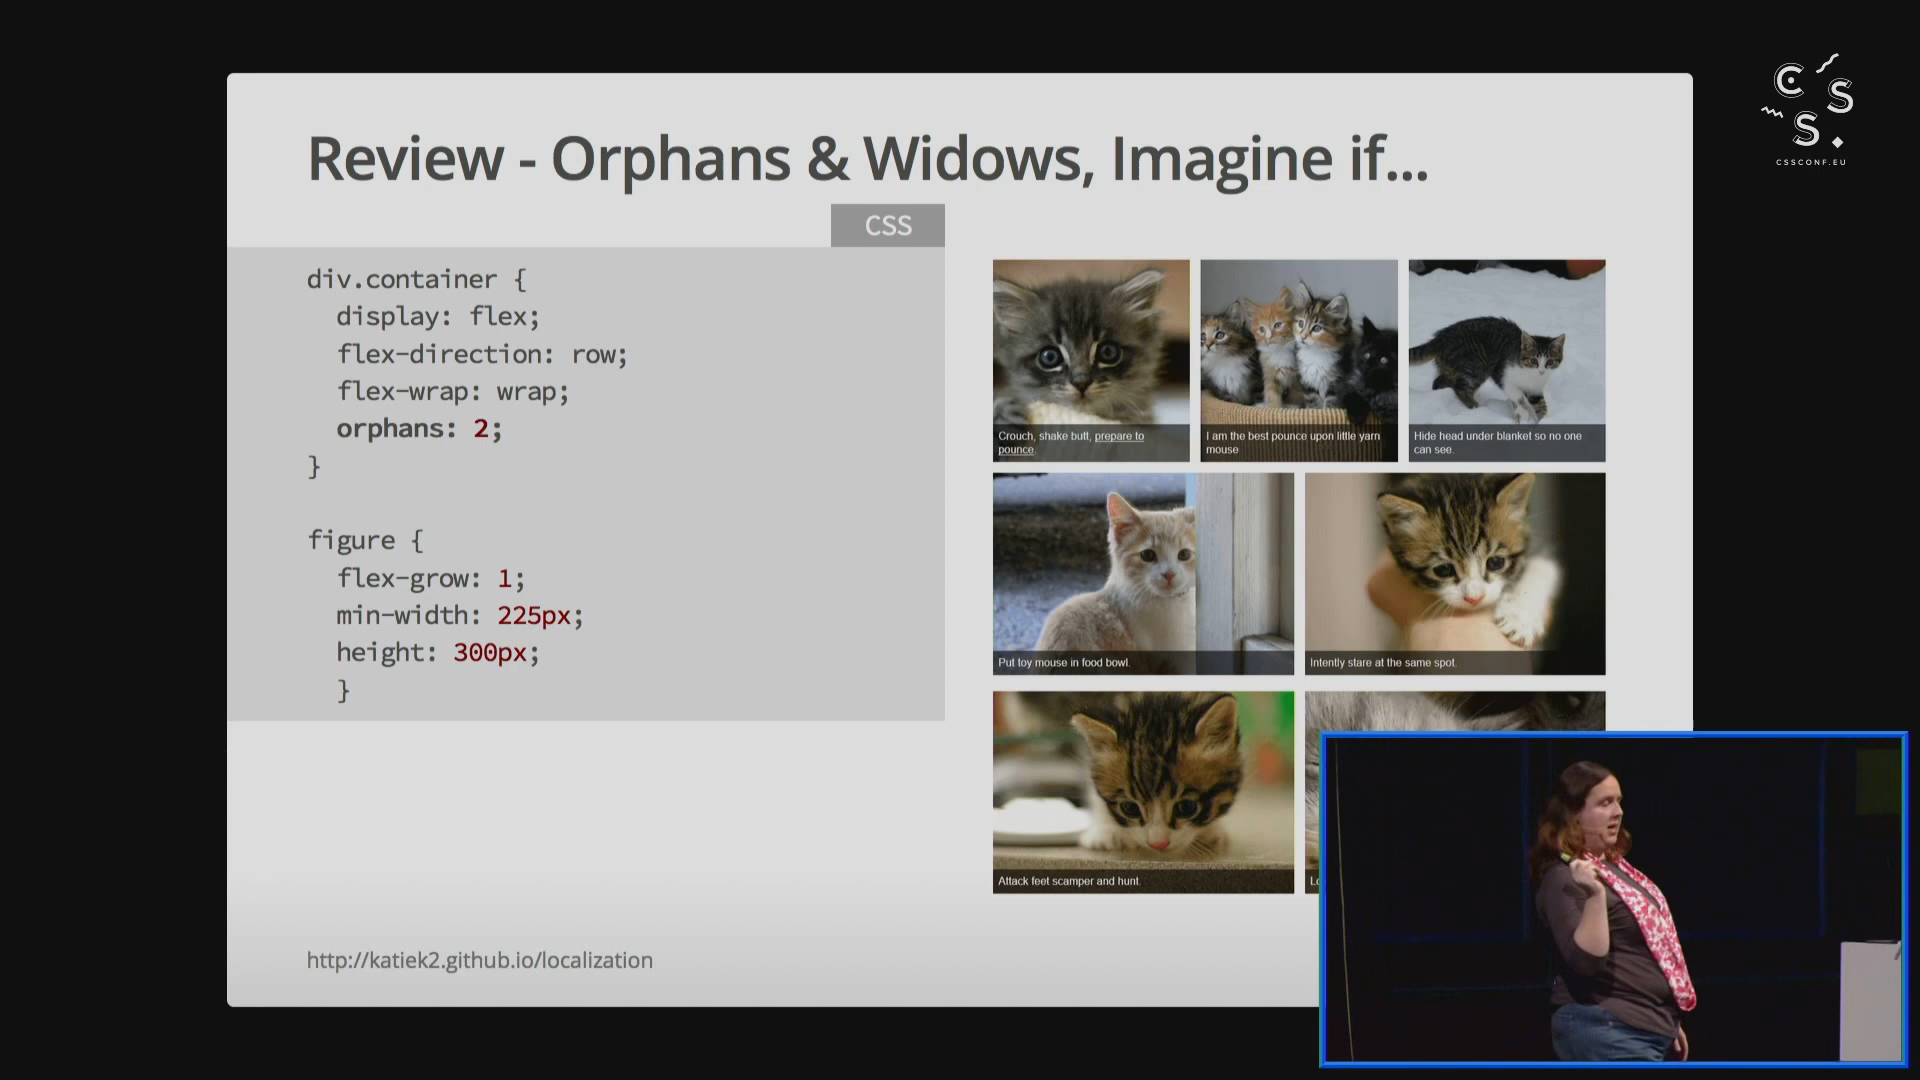 Review - Orphans & Widows, Imagine if...
CSS
div.container {
display: flex;
flex-direction: row;
flex-wrap: wrap;
orphans: 2;
}
figure {
flex-grow: 1;
min-width: 225px;
height: 300px;
}
Crouch, shake butt, prepare to
pounce.
I am the best pounce upon little yarn
mouse
Hide head under blanket so no one
can see.
Put toy mouse in food bowl.
Intently stare at the same spot.
Attack feet scamper and hunt.
http://katiek2.github.io/localization
C S
S
CSSCONF.EU